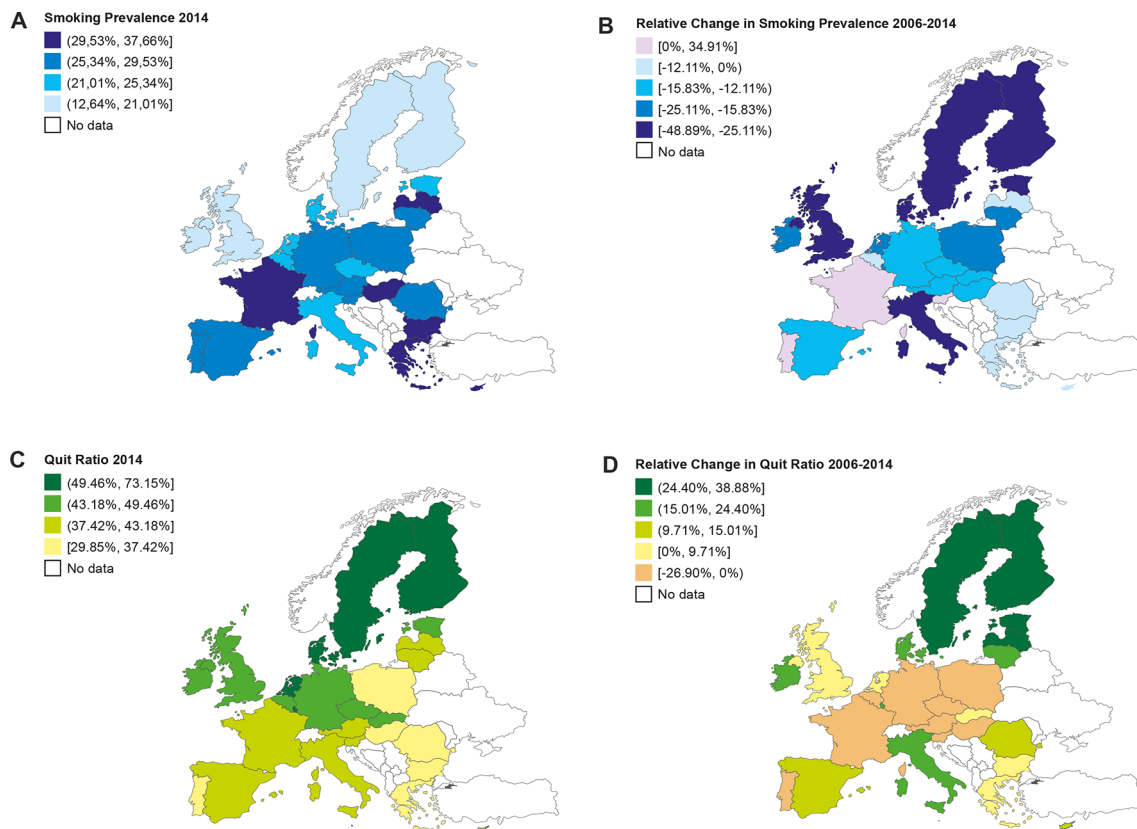 A
Smoking Prevalence 2014
(29,53%, 37,66%]
(25,34%, 29,53%]
(21,01%, 25,34%]
(12,64%, 21,01%]
No data
B
Relative Change in Smoking Prevalence 2006-2014
[0%, 34.91%]
[-12.11%, 0%)
[-15.83%, -12.11%)
[-25.11%, -15.83%)
[-48.89%, -25.11%)
No data
C
Quit Ratio 2014
(49.46%, 73.15%]
(43.18%, 49.46%]
(37.42%, 43.18%]
[29.85%, 37.42%]
No data
D
Relative Change in Quit Ratio 2006-2014
(24.40%, 38.88%]
(15.01%, 24.40%]
(9.71%, 15.01%]
[0%, 9.71%]
[-26.90%, 0%)
No data